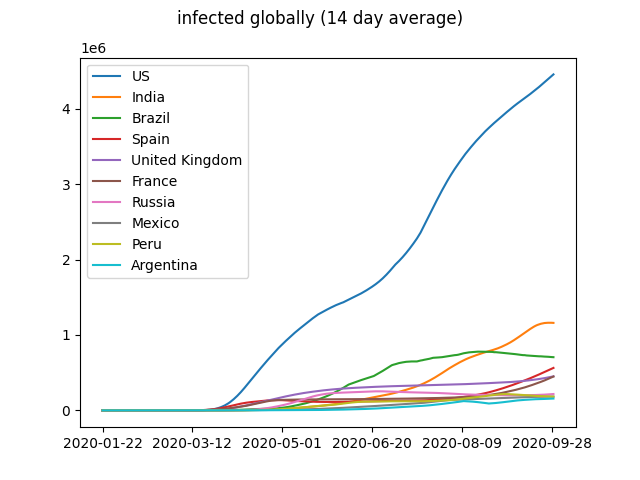 infected globally (14 day average)
1e6
4
3
2
1
0
US
India
Brazil
Spain
United Kingdom
France
Russia
Mexico
Peru
Argentina
2020-01-22 2020-03-12 2020-05-01 2020-06-20 2020-08-09 2020-09-28